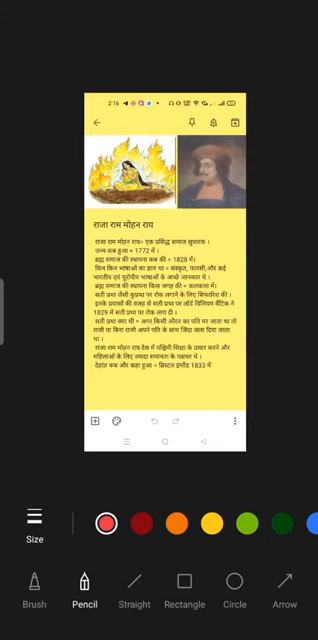 2:16
राजा राम मोहन राय
राजा राम मोहन राय= एक प्रसिद्ध समाज सुधारक ।
जन्म कब हुआ = 1772 में ।
ब्रह्म समाज की स्थापना कब की = 1828 में ।
किन किन भाषाओं का ज्ञान था = संस्कृत, फारसी,और कई
भारतीय एवं यूरोपीय भाषाओं के अच्छे जानकार थे ।
ब्रह्म समाज की स्थापना किस जगह की = कलकत्ता में ।
सती प्रथा जैसी कुप्रथा पर रोक लगाने के लिए सिफारिश की ।
इनके प्रयासों की वजह से सती प्रथा पर लॉर्ड विलियम बैंटिक ने
1829 में सती प्रथा पर रोक लगा दी ।
सती प्रथा क्या थी = अगर किसी औरत का पति मर जाता था तो
राजी या बिना राजी अपने पति के साथ जिंदा जला दिया जाता
था ।
राजा राम मोहन राय देश में पश्चिमी शिक्षा के प्रसार करने और
महिलाओं के लिए ज्यादा समानता के पक्षधर थे ।
देहांत कब और कहा हुआ = ब्रिस्टल इंग्लैंड 1833 में
Size
Brush
Pencil
Straight
Rectangle
Circle
Arrow